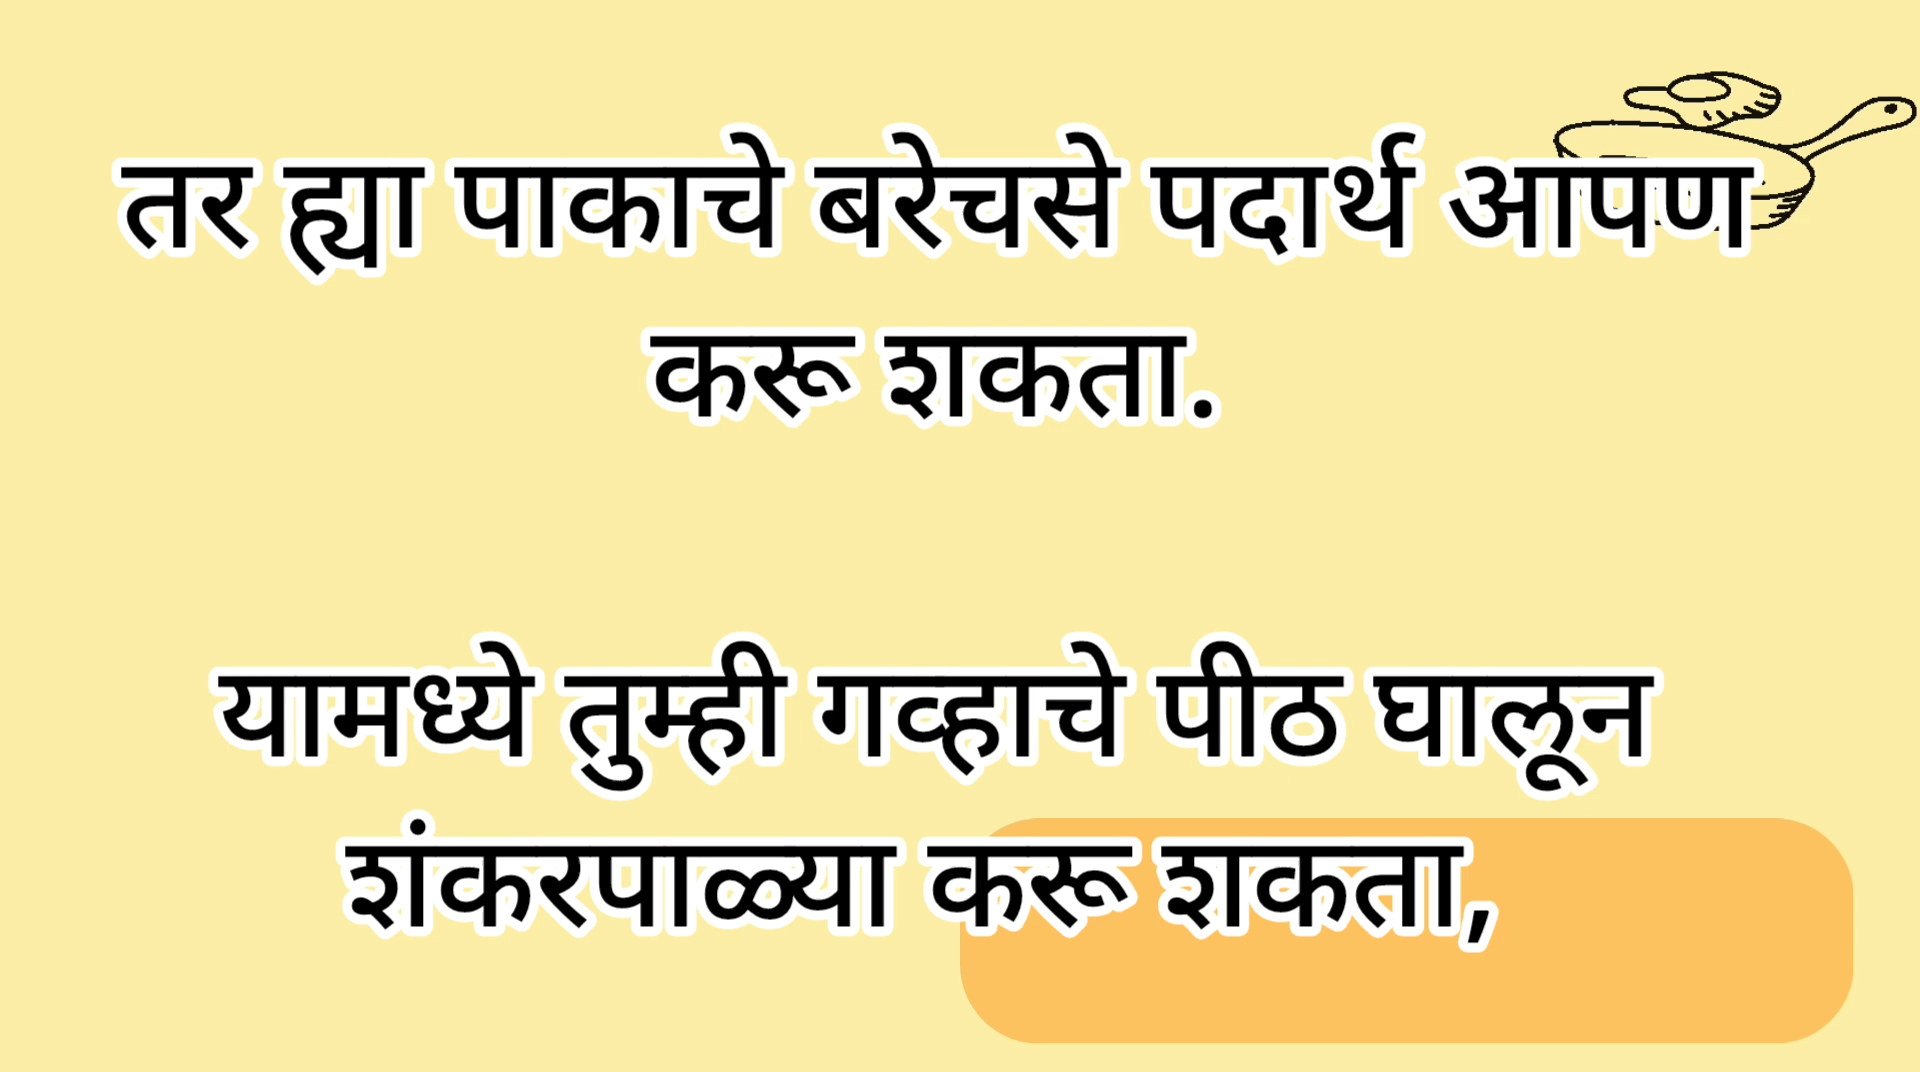 तर ह्या पाकाचे बरेचसे पदार्थ आपण
करू शकता.
यामध्ये तुम्ही गव्हाचे पीठ घालून
शंकरपाळ्या करू शकता,